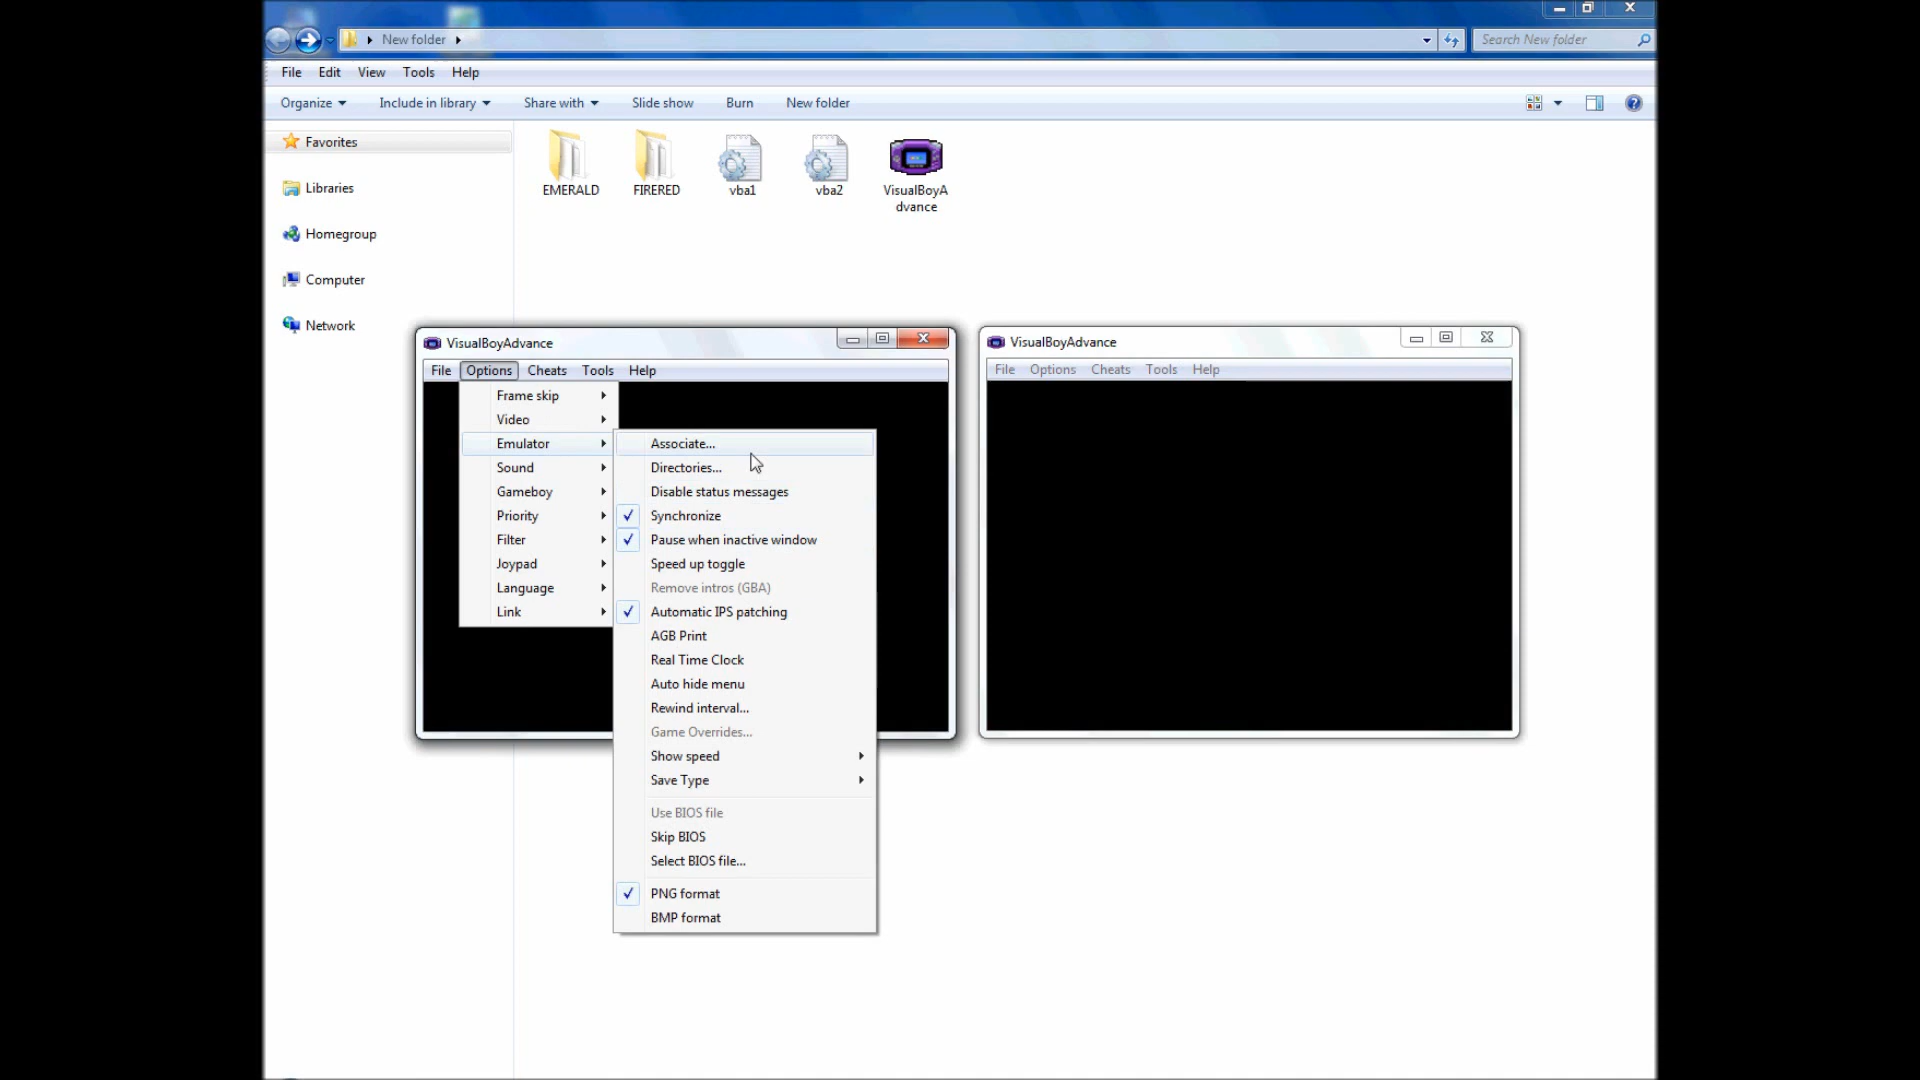 New folder
Search New folder
File Edit View Tools Help
Organize Include in library Share with Slide show Burn New folder
Favorites
Libraries
Homegroup
Computer
Network
EMERALD
FIRERED
vba1
vba2
VisualBoyA
dvance
VisualBoyAdvance
File Options Cheats Tools Help
Frame skip
Video
Emulator
Sound
Gameboy
Priority
Filter
Joypad
Language
Link
Associate...
Directories...
Disable status messages
Synchronize
Pause when inactive window
Speed up toggle
Remove intros (GBA)
Automatic IPS patching
AGB Print
Real Time Clock
Auto hide menu
Rewind interval...
Game Overrides...
Show speed
Save Type
Use BIOS file
Skip BIOS
Select BIOS file...
PNG format
BMP format
VisualBoyAdvance
File Options Cheats Tools Help